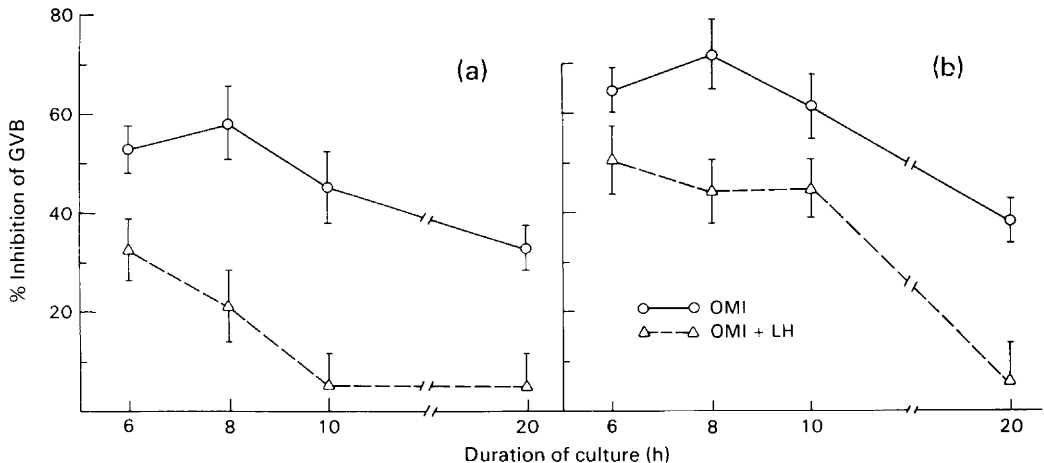 % Inhibition of GVB
80
60
40
20
(a)
(b)
OMI
OMI + LH
6 8 10 20
6 8 10 20
Duration of culture (h)